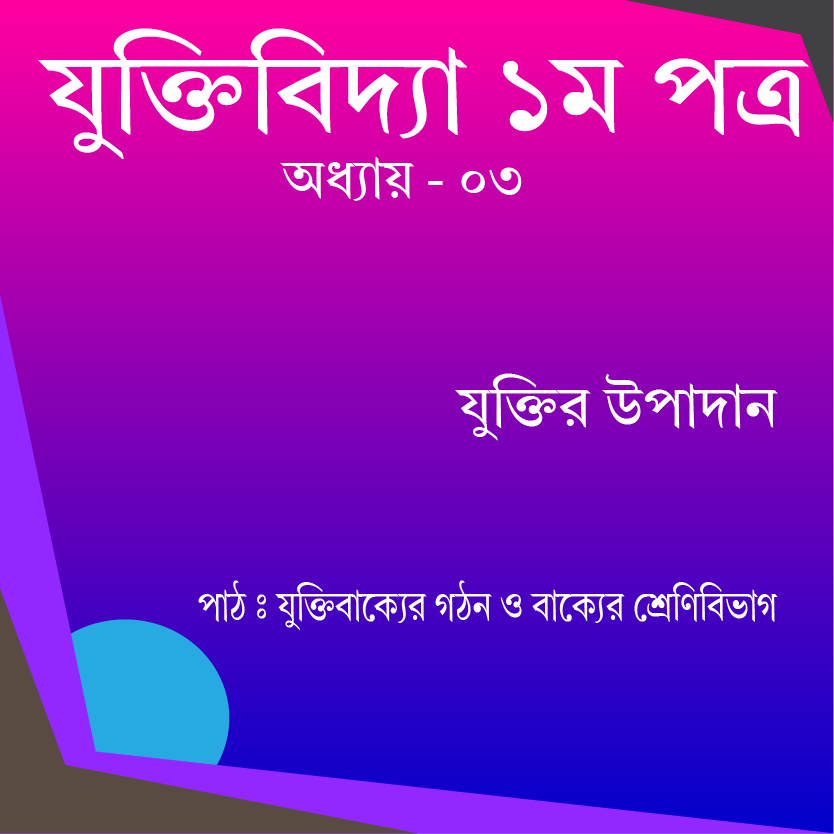 যুক্তিবিদ্যা ১ম পত্র
অধ্যায় - ০৩
যুক্তির উপাদান
পাঠ ঃ যুক্তিবাক্যের গঠন ও বাক্যের শ্রেণিবিভাগ